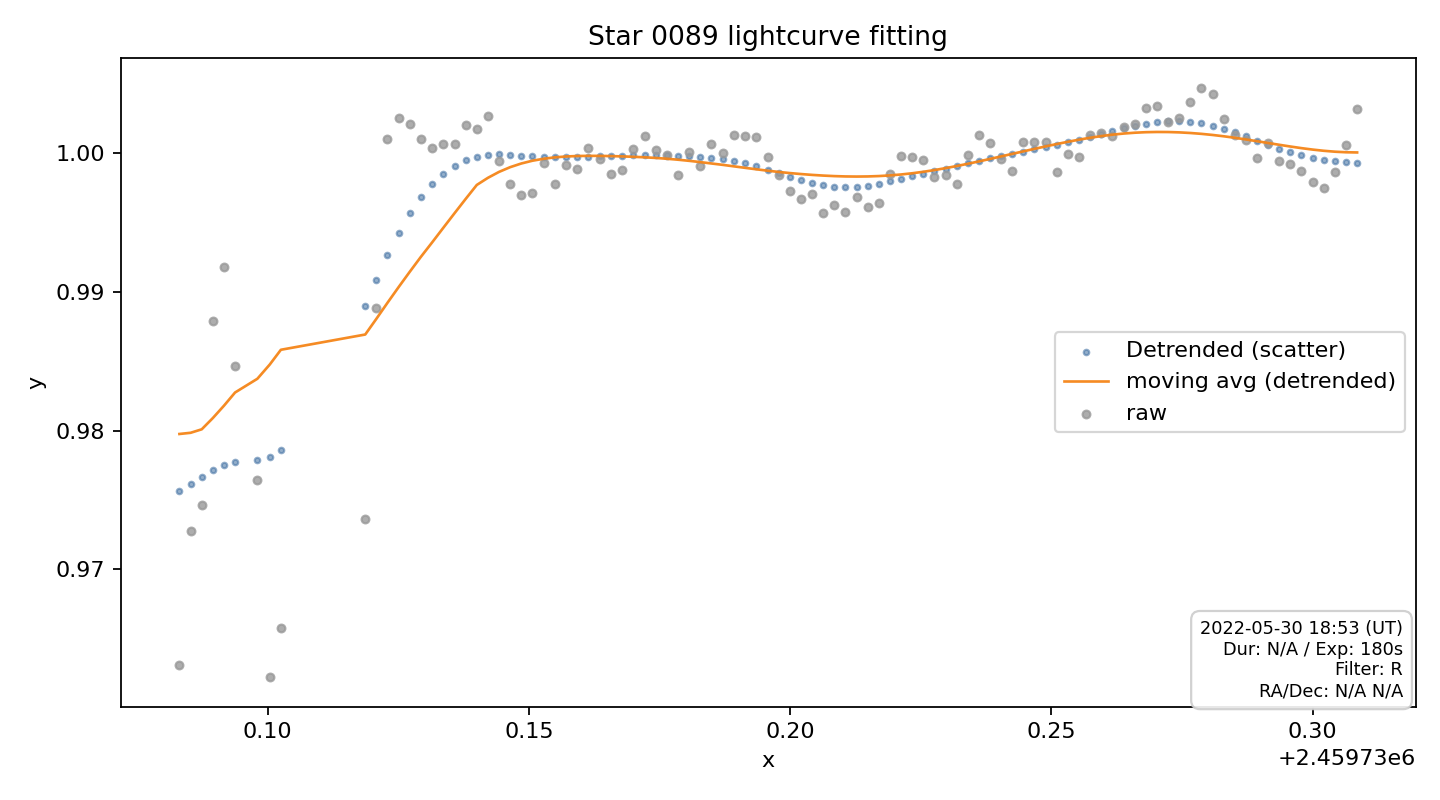 Star 0089 lightcurve fitting
y
1.00
0.99
0.98
0.97
Detrended (scatter)
moving avg (detrended)
raw
2022-05-30 18:53 (UT)
Dur: N/A / Exp: 180s
Filter: R
RA/Dec: N/A N/A
0.10 0.15 0.20 0.25 0.30
x
+2.45973e6